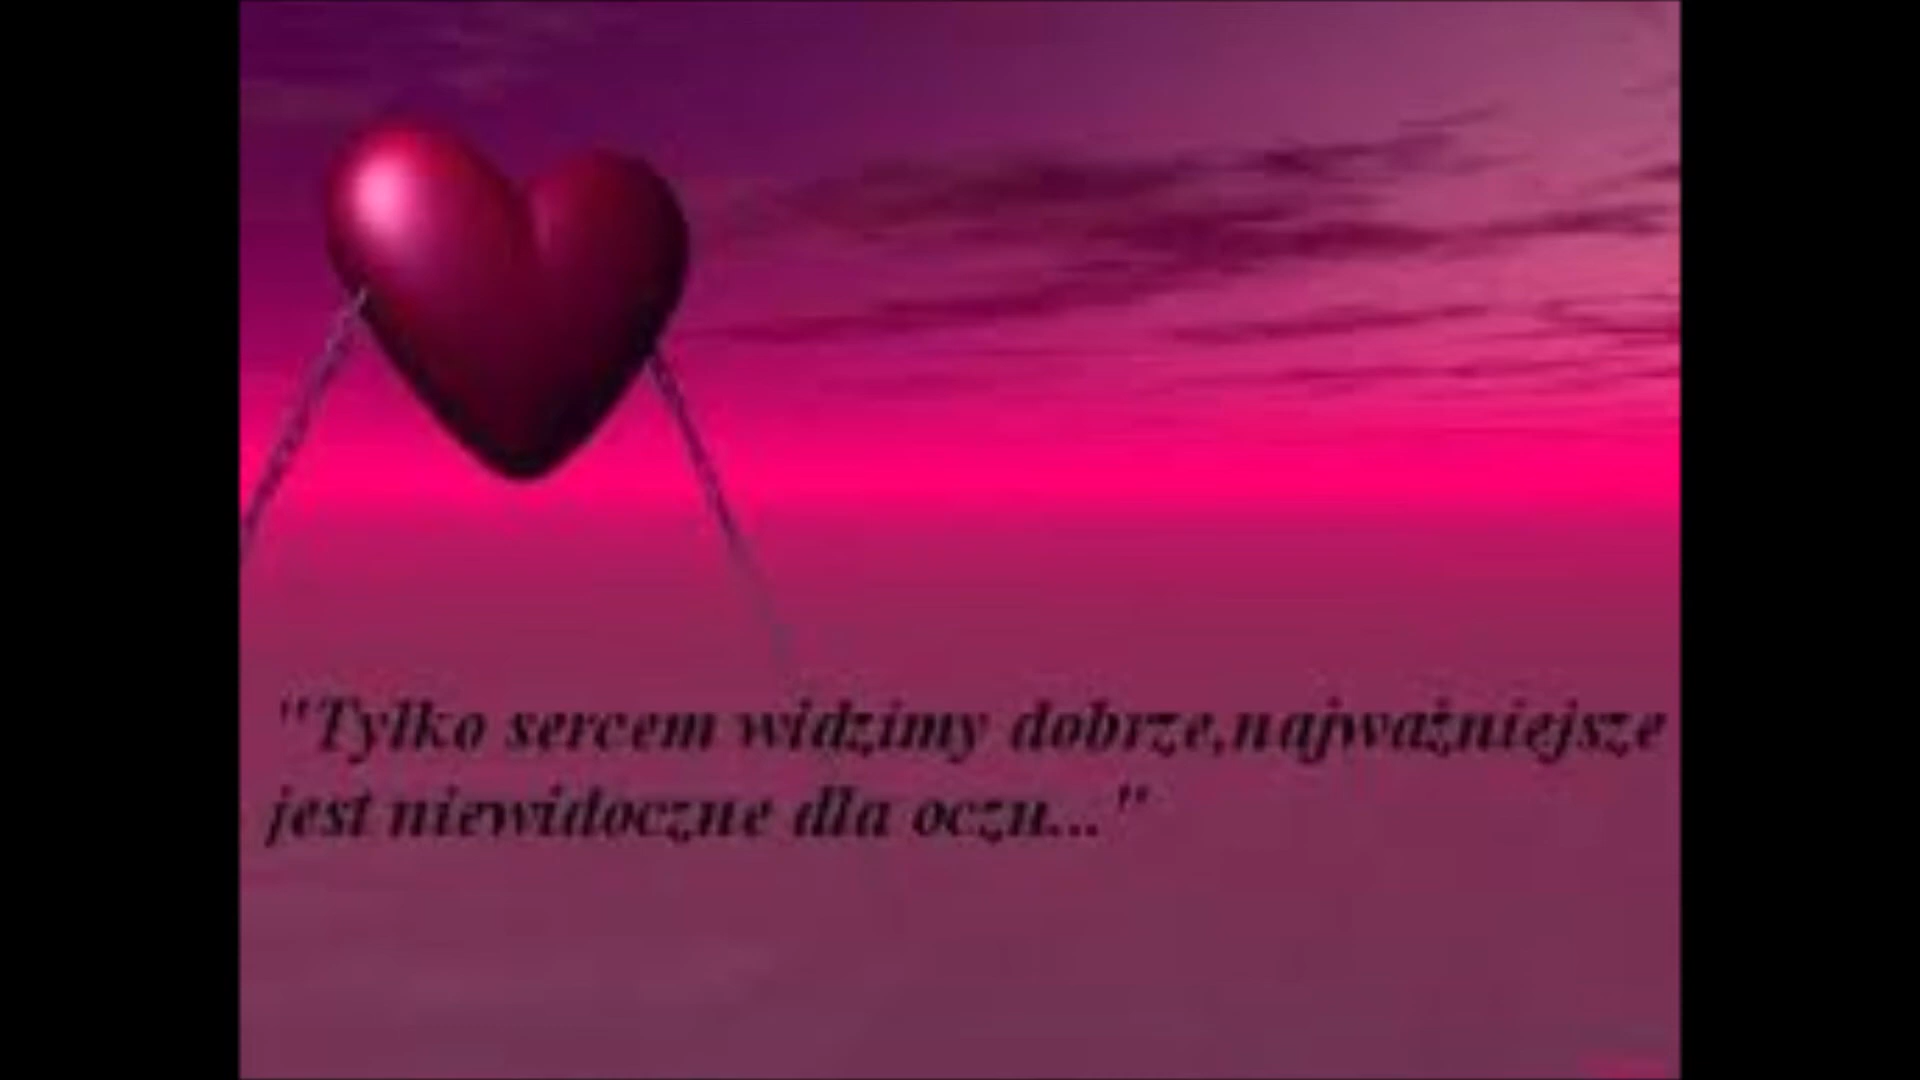 "Tylko sercem widzimy dobrze,najważniejsze
jest niewidoczne dla oczu..."